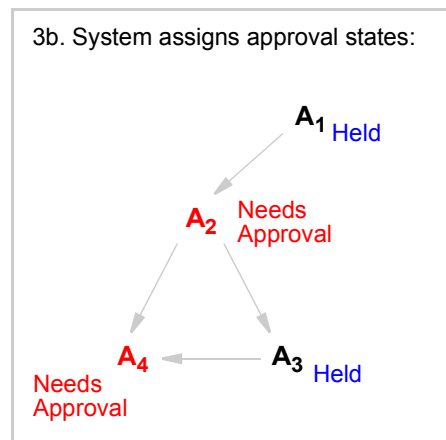 3b. System assigns approval states:
A₁ Held
A₂ Needs
Approval
A₄
A₃ Held
Needs
Approval